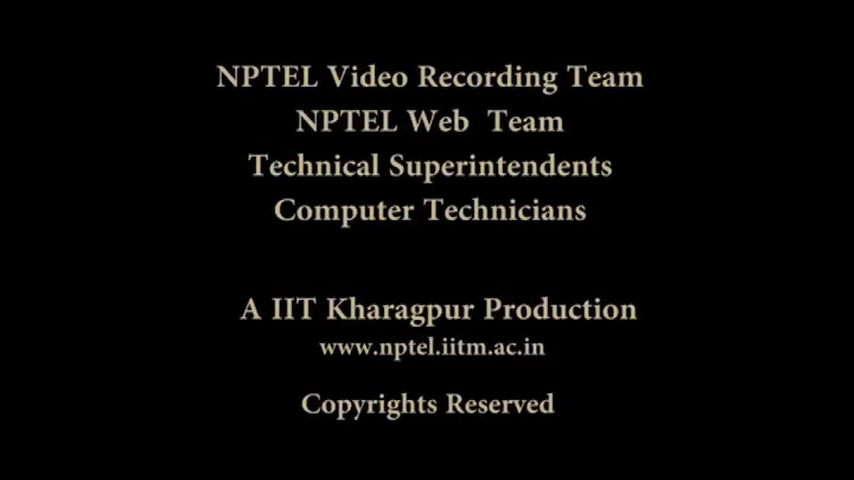 NPTEL Video Recording Team
NPTEL Web Team
Technical Superintendents
Computer Technicians
A IIT Kharagpur Production
www.nptel.iitm.ac.in
Copyrights Reserved